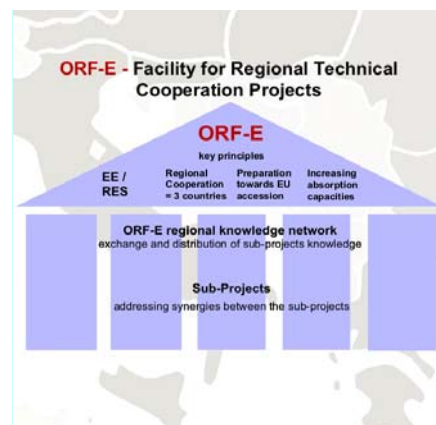 ORF-E - Facility for Regional Technical
Cooperation Projects
ORF-E
key principles
EE /
RES
Regional
Cooperation
= 3 countries
Preparation
towards EU
accession
Increasing
absorption
capacities
ORF-E regional knowledge network
exchange and distribution of sub-projects knowledge
Sub-Projects
addressing synergies between the sub-projects